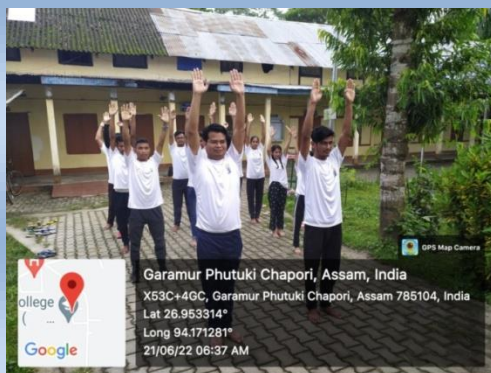 GPS Map Camera
Garamur Phutuki Chapori, Assam, India
X53C+4GC, Garamur Phutuki Chapori, Assam 785104, India
Lat 26.953314°
Long 94.171281°
21/06/22 06:37 AM
ollege
(    ...
Google